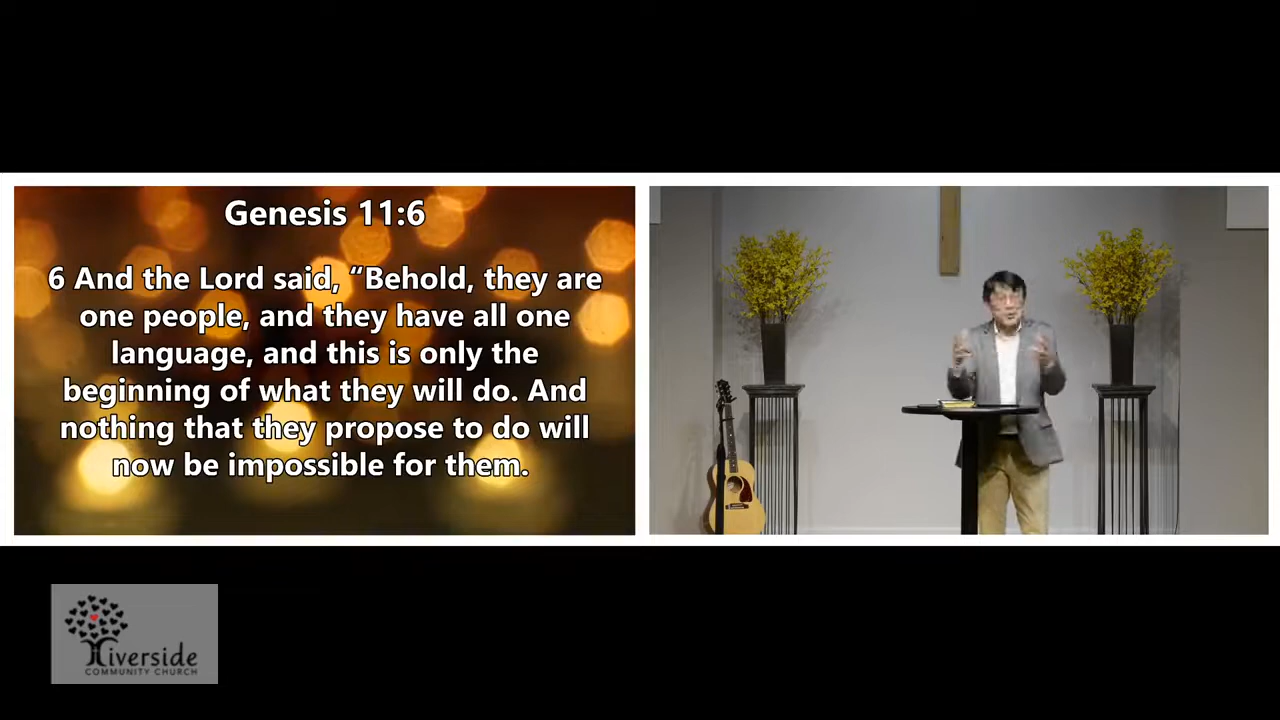 Genesis 11:6
6 And the Lord said, “Behold, they are
one people, and they have all one
language, and this is only the
beginning of what they will do. And
nothing that they propose to do will
now be impossible for them.
Riverside
COMMUNITY CHURCH